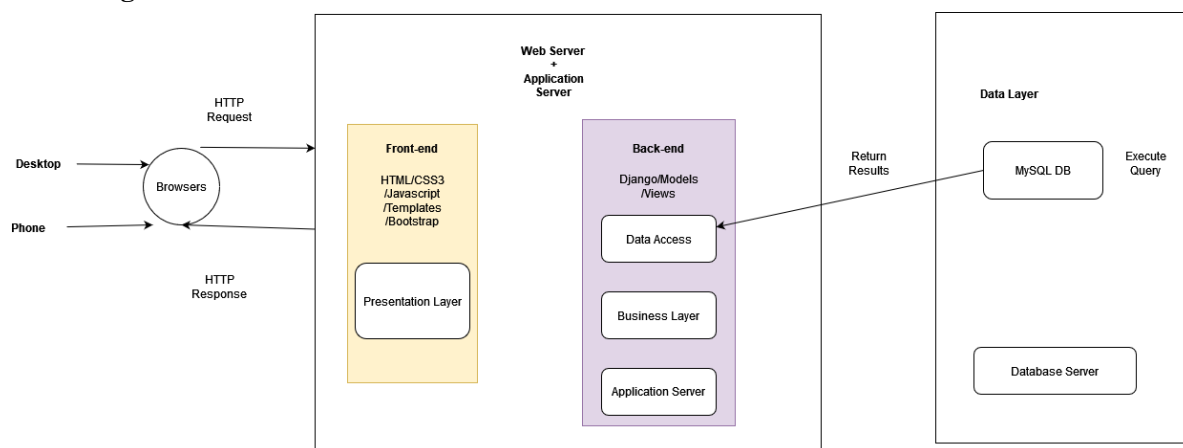 Desktop
Phone
Browsers
HTTP
Request
HTTP
Response
Web Server
+
Application
Server
Front-end
HTML/CSS3
/Javascript
/Templates
/Bootstrap
Presentation Layer
Back-end
Django/Models
/Views
Data Access
Business Layer
Application Server
Return
Results
Data Layer
MySQL DB
Execute
Query
Database Server